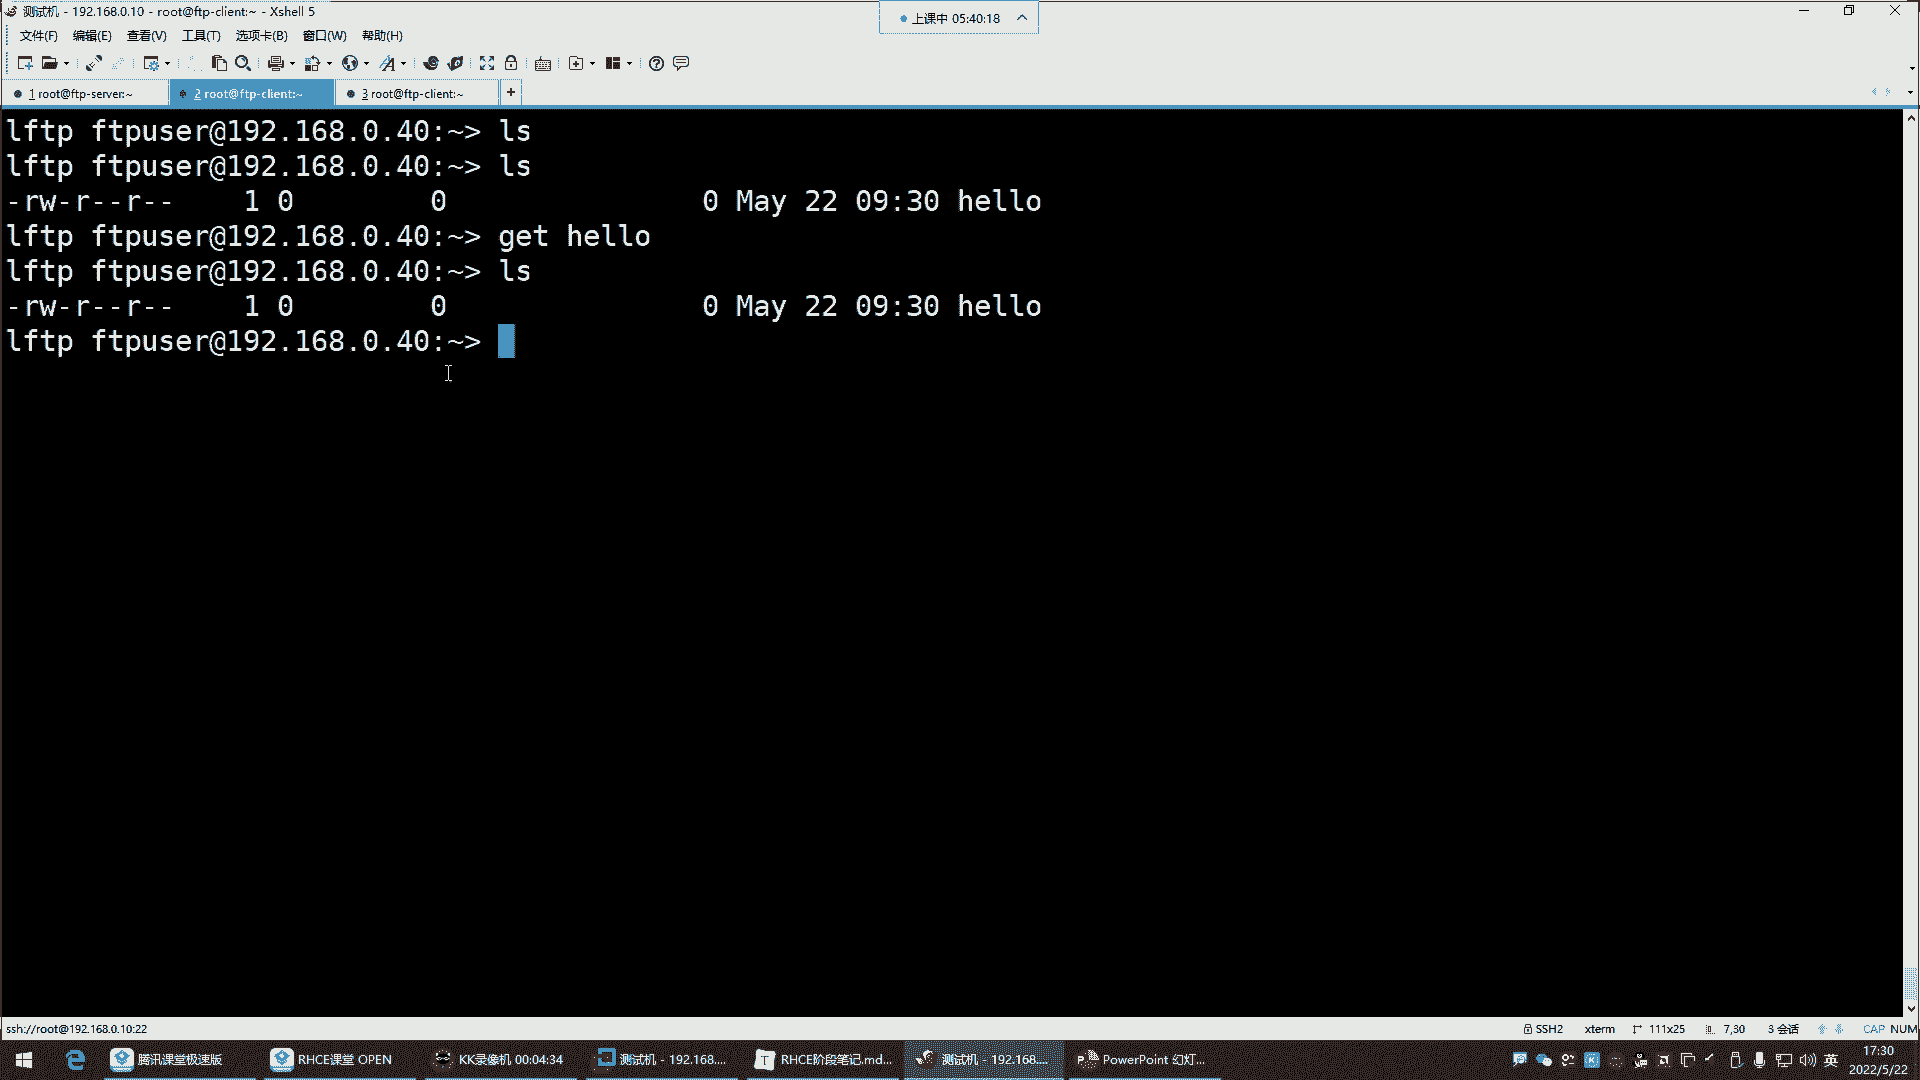 测试机 - 192.168.0.10 - root@ftp-client:~ - Xshell 5
上课中 05:40:18
文件(F) 编辑(E) 查看(V) 工具(T) 选项卡(B) 窗口(W) 帮助(H)
1 root@ftp-server:~ 2 root@ftp-client:~ 3 root@ftp-client:~ +
lftp ftpuser@192.168.0.40:~> ls
lftp ftpuser@192.168.0.40:~> ls
-rw-r--r-- 1 0 0 0 May 22 09:30 hello
lftp ftpuser@192.168.0.40:~> get hello
lftp ftpuser@192.168.0.40:~> ls
-rw-r--r-- 1 0 0 0 May 22 09:30 hello
lftp ftpuser@192.168.0.40:~>
ssh://root@192.168.0.10:22 SSH2 xterm 111x25 7,30 3 会话 CAP NUM
腾讯课堂极速版 RHCE课堂 OPEN KK录像机 00:04:34 测试机 - 192.168.... RHCE阶段笔记.md... 测试机 - 192.168.... PowerPoint 幻灯... 英 17:30
2022/5/22